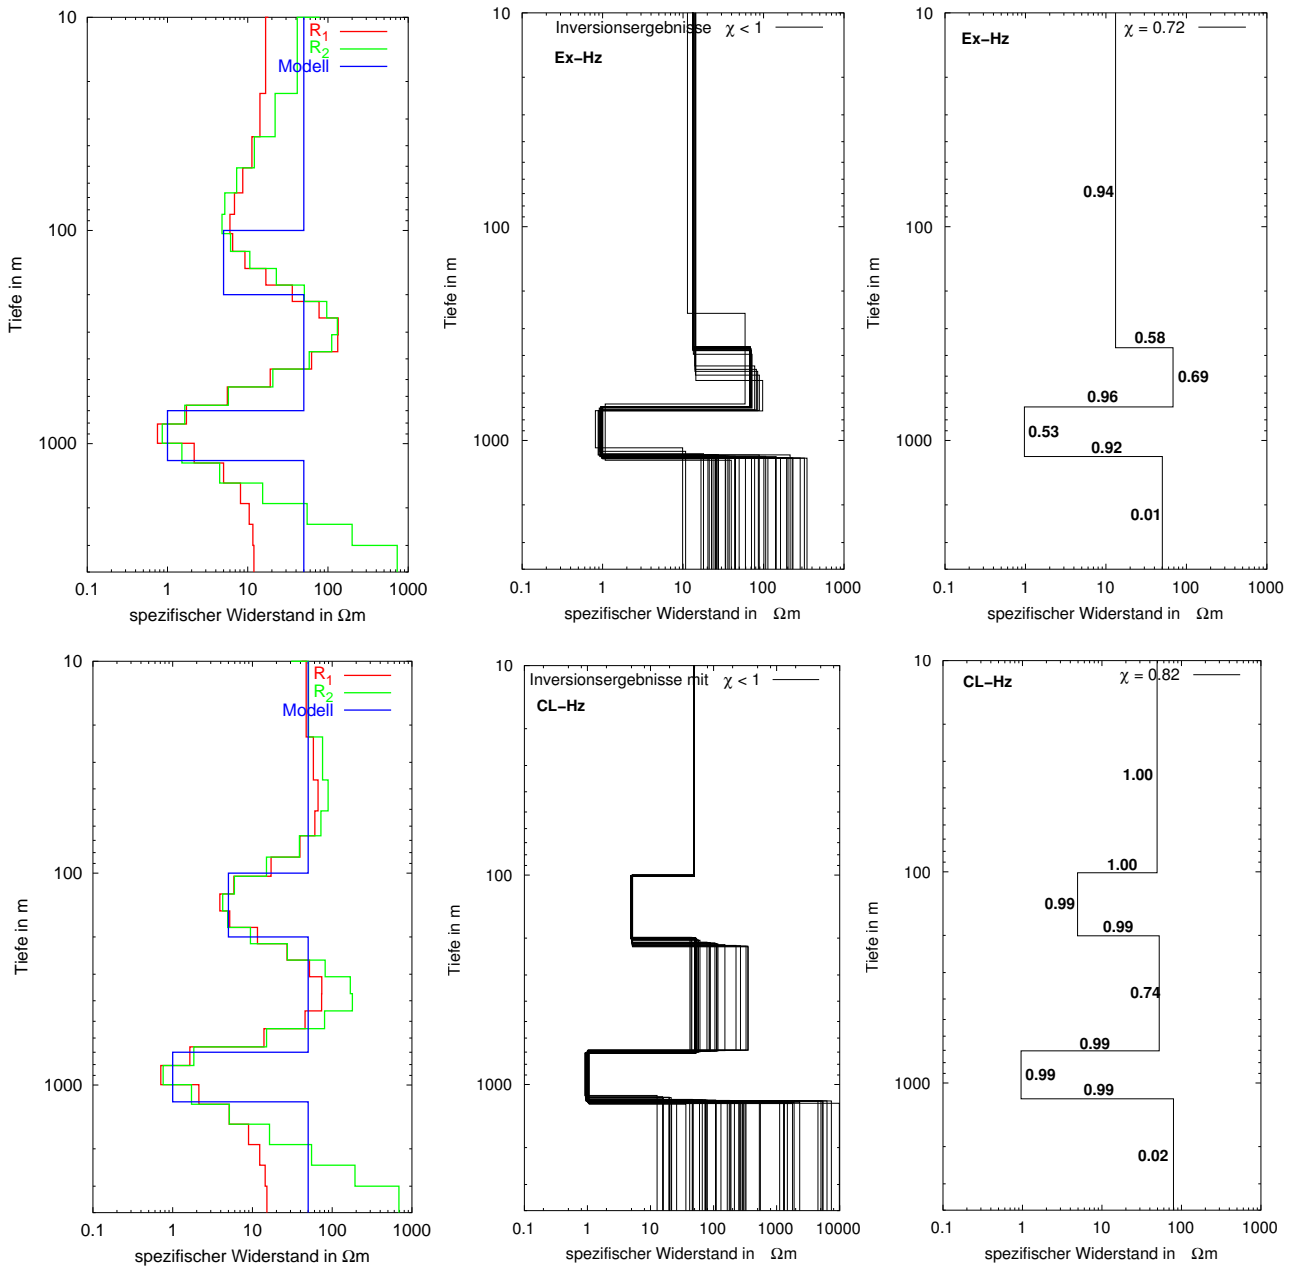 R1
R2
Modell
10
100
1000
Tiefe in m
0.1 1 10 100 1000
spezifischer Widerstand in Ωm
Inversionsergebnisse χ < 1
Ex−Hz
10
100
1000
Tiefe in m
0.1 1 10 100 1000
spezifischer Widerstand in Ωm
Ex−Hz
χ = 0.72
10
100
1000
Tiefe in m
0.94
0.58
0.69
0.96
0.53
0.92
0.01
0.1 1 10 100 1000
spezifischer Widerstand in Ωm
R1
R2
Modell
10
100
1000
Tiefe in m
0.1 1 10 100 1000
spezifischer Widerstand in Ωm
Inversionsergebnisse mit χ < 1
CL−Hz
10
100
1000
Tiefe in m
0.1 1 10 100 1000 10000
spezifischer Widerstand in Ωm
CL−Hz
χ = 0.82
10
100
1000
Tiefe in m
1.00
1.00
0.99
0.99
0.74
0.99
0.99
0.99
0.02
0.1 1 10 100 1000
spezifischer Widerstand in Ωm